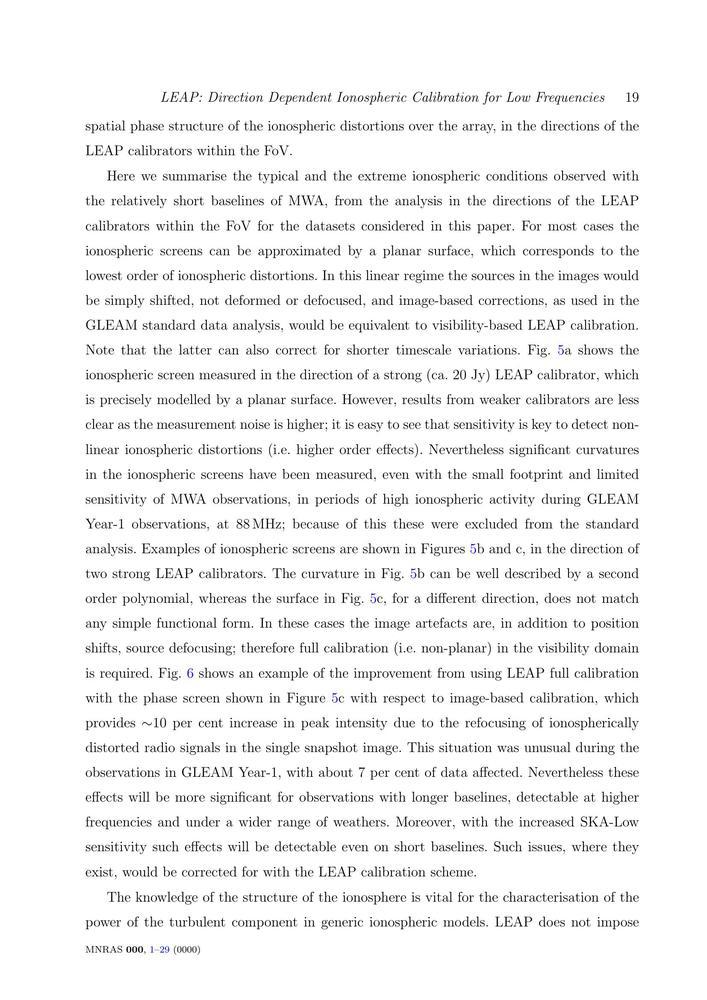 LEAP: Direction Dependent Ionospheric Calibration for Low Frequencies 19
spatial phase structure of the ionospheric distortions over the array, in the directions of the
LEAP calibrators within the FoV.
Here we summarise the typical and the extreme ionospheric conditions observed with
the relatively short baselines of MWA, from the analysis in the directions of the LEAP
calibrators within the FoV for the datasets considered in this paper. For most cases the
ionospheric screens can be approximated by a planar surface, which corresponds to the
lowest order of ionospheric distortions. In this linear regime the sources in the images would
be simply shifted, not deformed or defocused, and image-based corrections, as used in the
GLEAM standard data analysis, would be equivalent to visibility-based LEAP calibration.
Note that the latter can also correct for shorter timescale variations. Fig. 5a shows the
ionospheric screen measured in the direction of a strong (ca. 20 Jy) LEAP calibrator, which
is precisely modelled by a planar surface. However, results from weaker calibrators are less
clear as the measurement noise is higher; it is easy to see that sensitivity is key to detect non-
linear ionospheric distortions (i.e. higher order effects). Nevertheless significant curvatures
in the ionospheric screens have been measured, even with the small footprint and limited
sensitivity of MWA observations, in periods of high ionospheric activity during GLEAM
Year-1 observations, at 88 MHz; because of this these were excluded from the standard
analysis. Examples of ionospheric screens are shown in Figures 5b and c, in the direction of
two strong LEAP calibrators. The curvature in Fig. 5b can be well described by a second
order polynomial, whereas the surface in Fig. 5c, for a different direction, does not match
any simple functional form. In these cases the image artefacts are, in addition to position
shifts, source defocusing; therefore full calibration (i.e. non-planar) in the visibility domain
is required. Fig. 6 shows an example of the improvement from using LEAP full calibration
with the phase screen shown in Figure 5c with respect to image-based calibration, which
provides ∼10 per cent increase in peak intensity due to the refocusing of ionospherically
distorted radio signals in the single snapshot image. This situation was unusual during the
observations in GLEAM Year-1, with about 7 per cent of data affected. Nevertheless these
effects will be more significant for observations with longer baselines, detectable at higher
frequencies and under a wider range of weathers. Moreover, with the increased SKA-Low
sensitivity such effects will be detectable even on short baselines. Such issues, where they
exist, would be corrected for with the LEAP calibration scheme.
The knowledge of the structure of the ionosphere is vital for the characterisation of the
power of the turbulent component in generic ionospheric models. LEAP does not impose
MNRAS 000, 1–29 (0000)